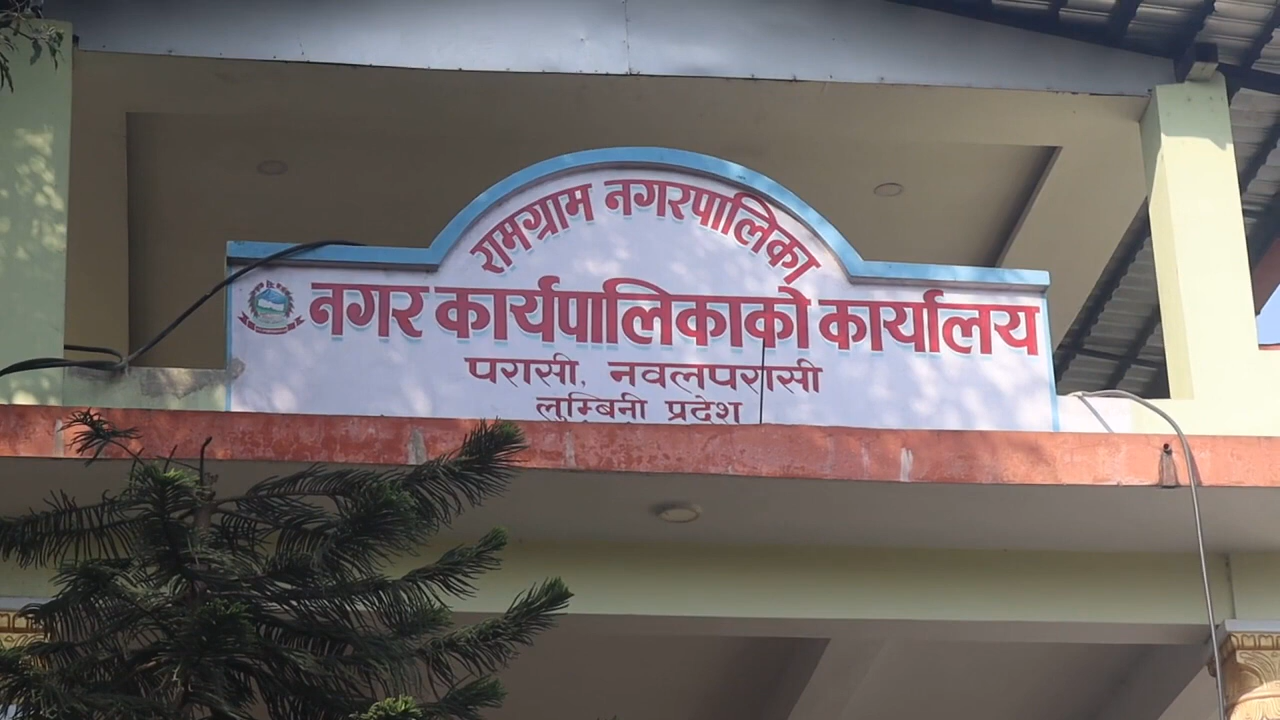 रामग्राम नगरपालिका
नगर कार्यपालिकाको कार्यालय
परासी, नवलपरासी
लुम्बिनी प्रदेश